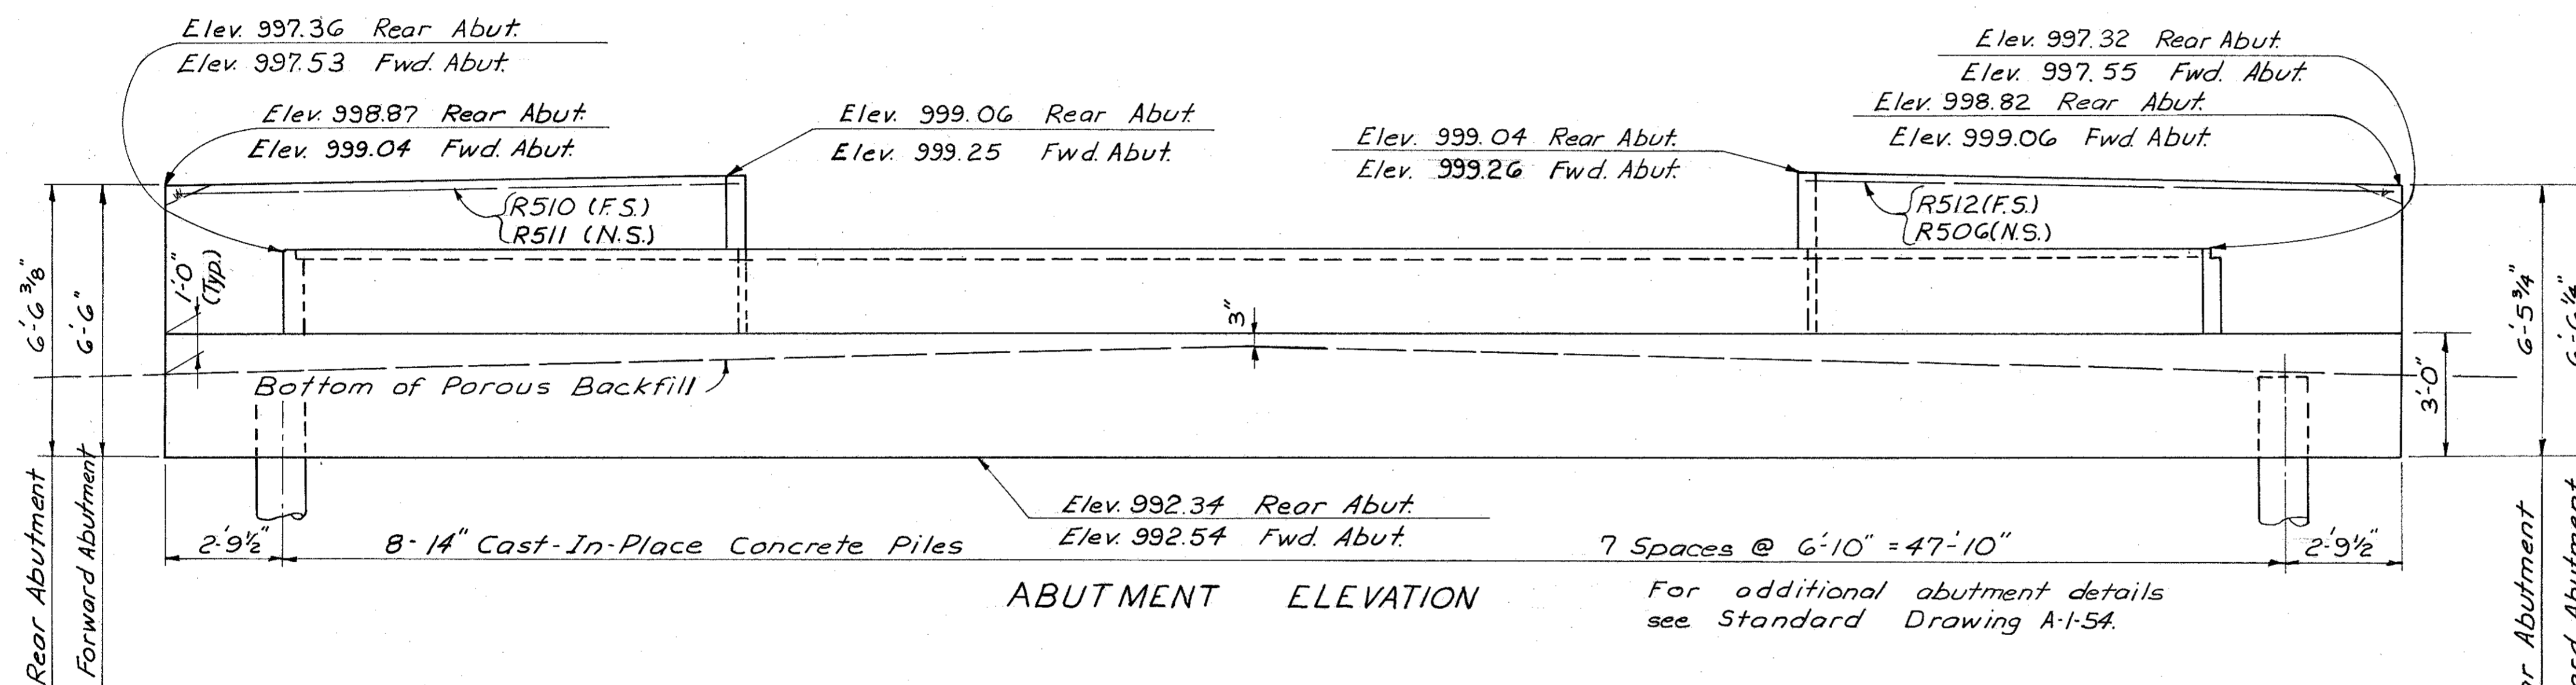 Elev. 997.36 Rear Abut.
Elev. 997.53 Fwd. Abut.
Elev. 998.87 Rear Abut.
Elev. 999.04 Fwd. Abut.
Elev. 999.06 Rear Abut.
Elev. 999.25 Fwd. Abut.
Elev. 999.04 Rear Abut.
Elev. 999.26 Fwd. Abut.
Elev. 997.32 Rear Abut.
Elev. 997.55 Fwd. Abut.
Elev. 998.82 Rear Abut.
Elev. 999.06 Fwd. Abut.
R510 (F.S.)
R511 (N.S.)
R512 (F.S.)
R506 (N.S.)
6'-6 3/8"
6'-6"
1'-0"
(Typ.)
3"
6'-5 3/4"
6'-6 1/4"
3'-0"
Bottom of Porous Backfill
Elev. 992.34 Rear Abut.
Elev. 992.54 Fwd. Abut.
2'-9 1/2"
8-14" Cast-In-Place Concrete Piles
7 Spaces @ 6'-10" = 47'-10"
2'-9 1/2"
Rear Abutment
Forward Abutment
Abutment
Abutment
ABUTMENT ELEVATION
For additional abutment details
see Standard Drawing A-1-54.